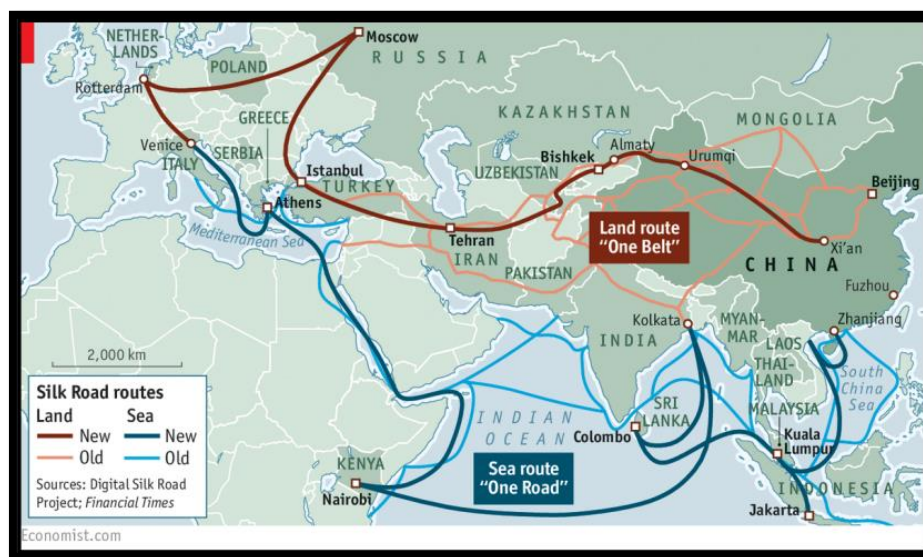 NETHER-
LANDS
Moscow
RUSSIA
POLAND
Rotterdam
GREECE
KAZAKHSTAN
MONGOLIA
Venice
ITALY
SERBIA
Istanbul
TURKEY
UZBEKISTAN
Bishkek
Almaty
Urumqi
Beijing
Athens
Mediterranean Sea
Tehran
IRAN
Land route
“One Belt”
Xi’an
CHINA
PAKISTAN
Fuzhou
Kolkata
INDIA
MYAN-
MAR
LAOS
Zhanjiang
THAI-
LAND
South
China
Sea
2,000 km
Silk Road routes
Land
Sea
New
New
Old
Old
Sources: Digital Silk Road
Project; Financial Times
INDIAN
OCEAN
SRI
LANKA
Colombo
MALAYSIA
Kuala
Lumpur
KENYA
Nairobi
Sea route
“One Road”
INDONESIA
Jakarta
Economist.com